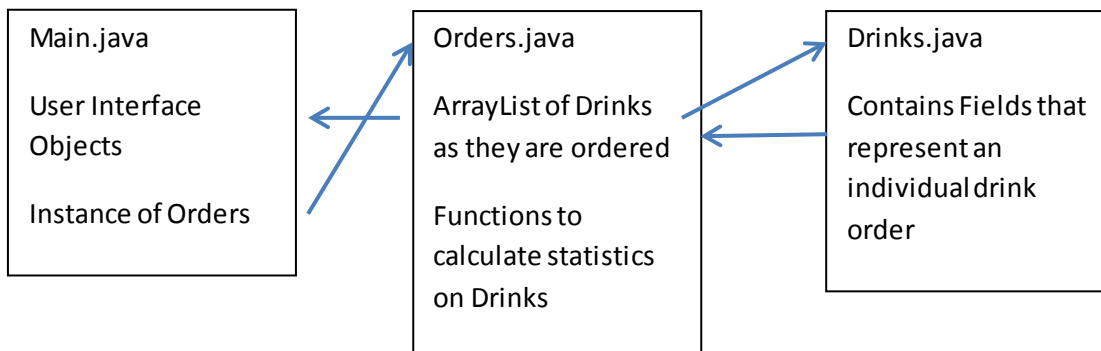 Main.java
User Interface
Objects
Instance of Orders
Orders.java
ArrayList of Drinks
as they are ordered
Functions to
calculate statistics
on Drinks
Drinks.java
Contains Fields that
represent an
individual drink
order